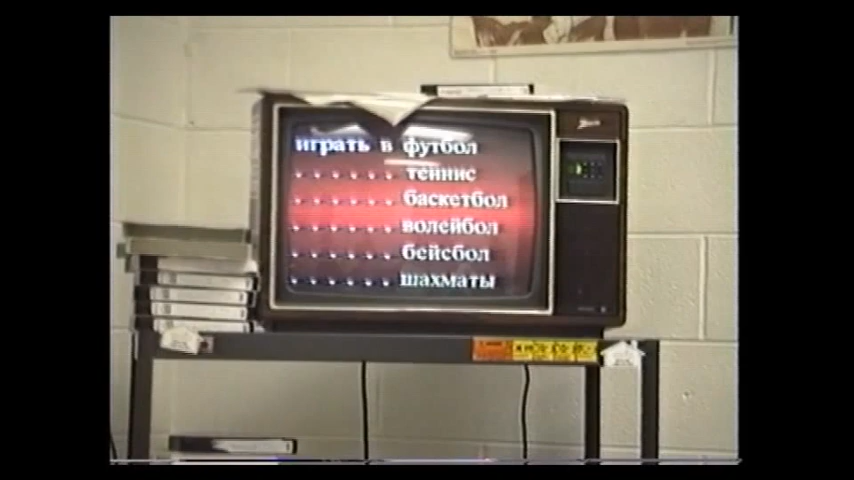 играть в футбол
. . . . . . теннис
. . . . . . баскетбол
. . . . . . волейбол
. . . . . . бейсбол
. . . . . . шахматы